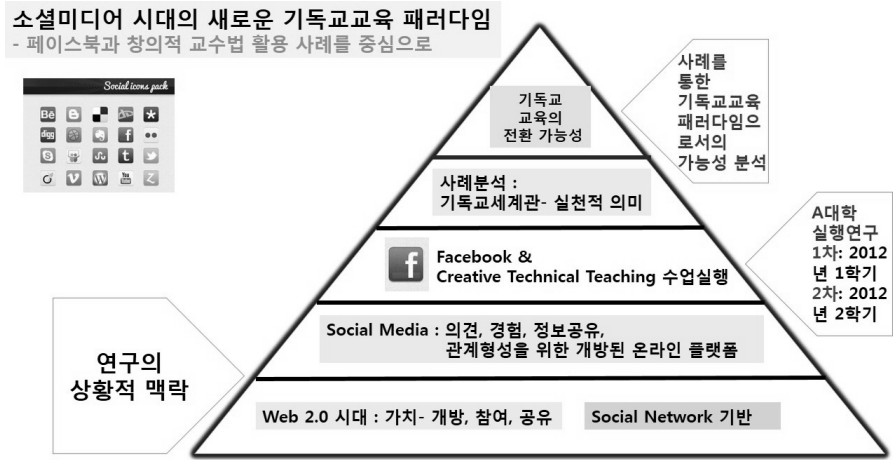 소셜미디어 시대의 새로운 기독교교육 패러다임
- 페이스북과 창의적 교수법 활용 사례를 중심으로
Social icons pack
Bē
digg
f
t
You
Tube
기독교
교육의
전환 가능성
사례를
통한
기독교교육
패러다임으
로서의
가능성 분석
사례분석 :
기독교세계관- 실천적 의미
A대학
실행연구
1차: 2012
년 1학기
2차: 2012
년 2학기
f
Facebook &
Creative Technical Teaching 수업실행
Social Media : 의견, 경험, 정보공유,
관계형성을 위한 개방된 온라인 플랫폼
연구의
상황적 맥락
Web 2.0 시대 : 가치- 개방, 참여, 공유
Social Network 기반